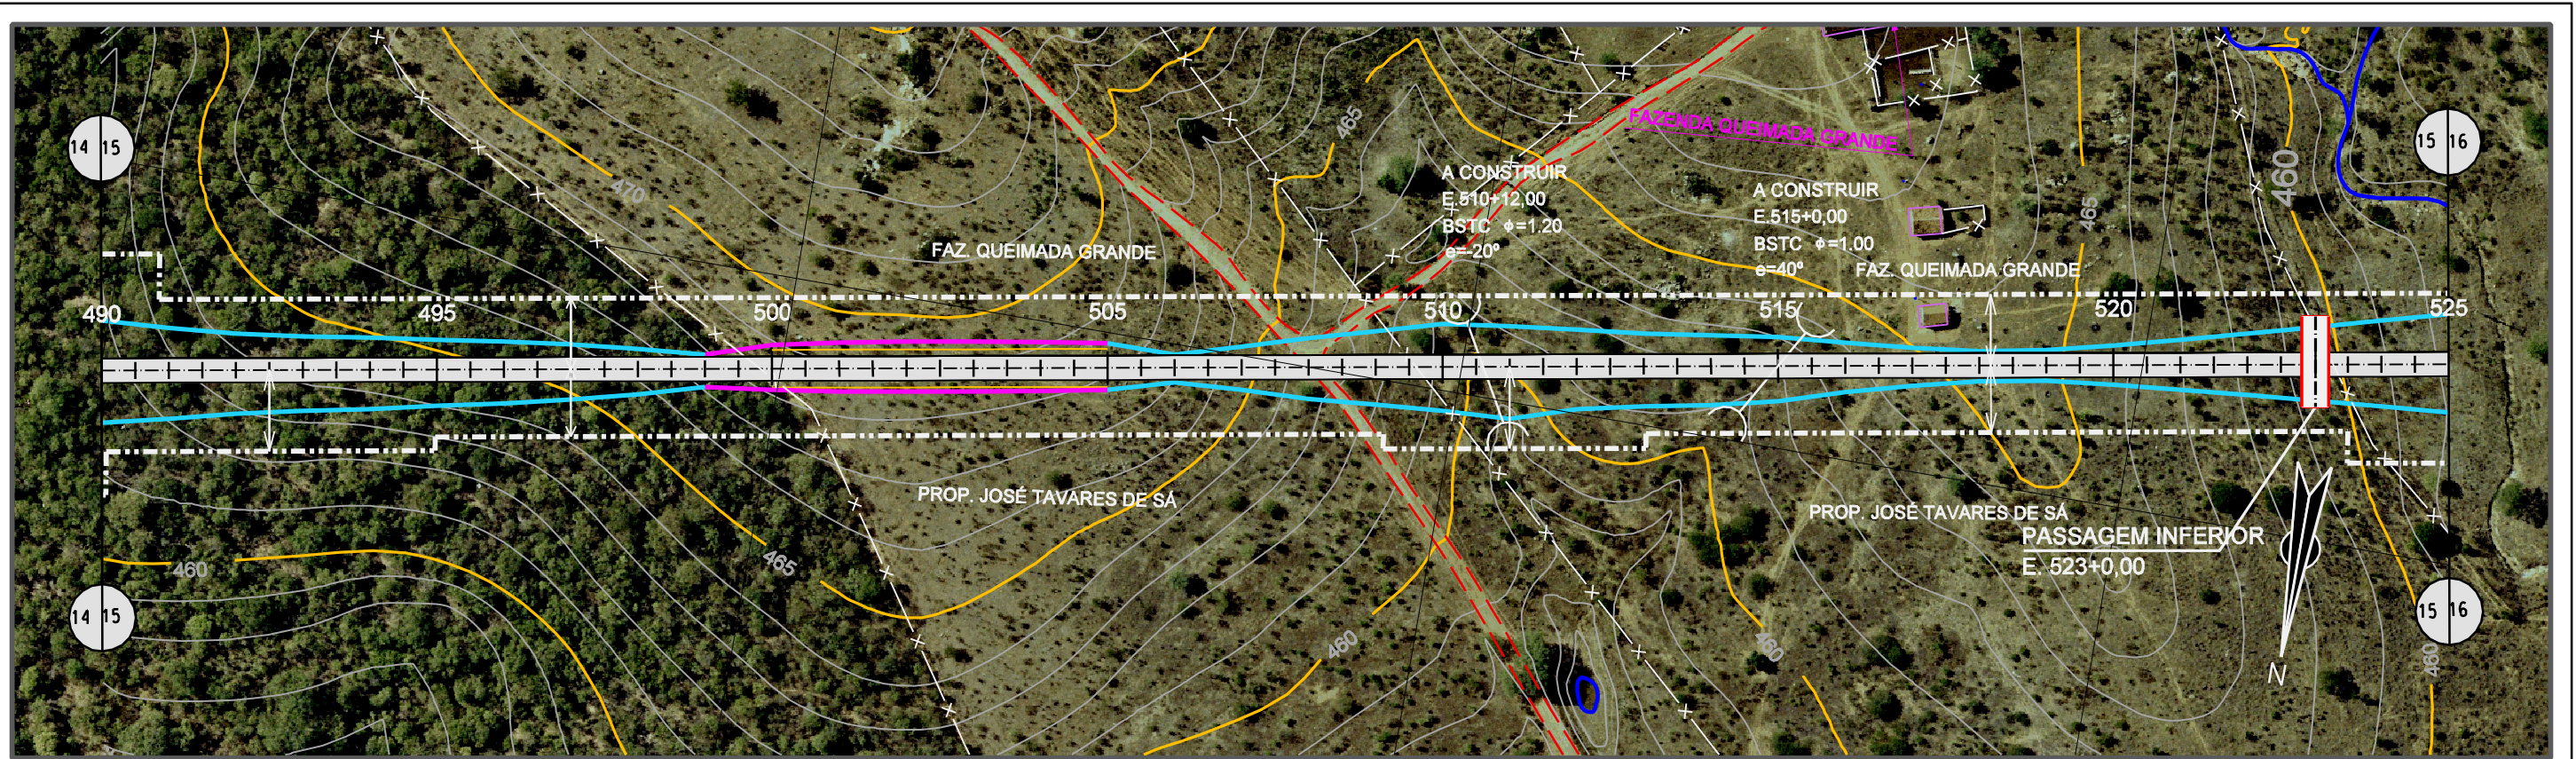 14 15
15 16
465
FAZENDA QUEIMADA GRANDE
460
470
A CONSTRUIR
E.510+12,00
BSTC ϕ=1.20
e=-20º
A CONSTRUIR
E.515+0,00
BSTC ϕ=1.00
e=40º
465
FAZ. QUEIMADA GRANDE
FAZ. QUEIMADA GRANDE
490
495
500
505
510
515
520
525
PROP. JOSÉ TAVARES DE SÁ
PROP. JOSÉ TAVARES DE SÁ
PASSAGEM INFERIOR
E. 523+0,00
460
465
460
460
460
N
14 15
15 16